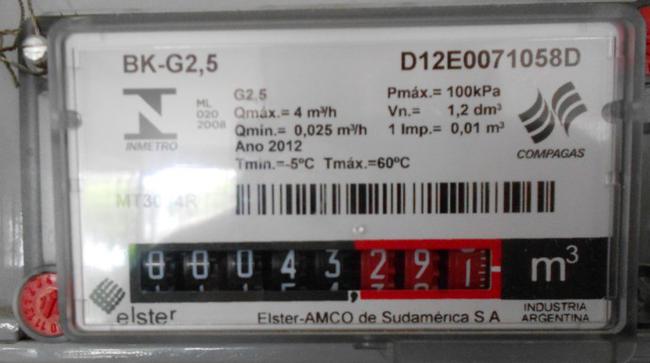 BK-G2,5 D12E0071058D
G2,5 Pmáx.= 100kPa
ML Qmáx.= 4 m³/h Vn.= 1,2 dm³
020 Qmin.= 0,025 m³/h 1 Imp.= 0,01 m³
2008 Ano 2012
INMETRO Tmin.=-5ºC Tmáx.=60ºC COMPAGAS
00043,291 m³
elster Elster-AMCO de Sudamérica S A INDUSTRIA
ARGENTINA